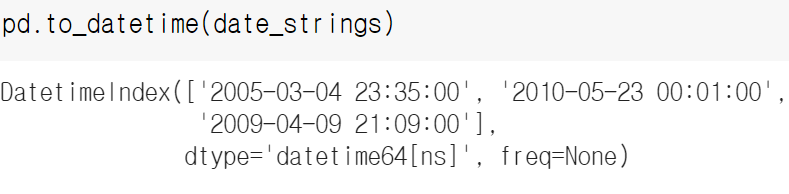 pd.to_datetime(date_strings)
DatetimeIndex(['2005-03-04 23:35:00', '2010-05-23 00:01:00',
'2009-04-09 21:09:00'],
dtype='datetime64[ns]', freq=None)